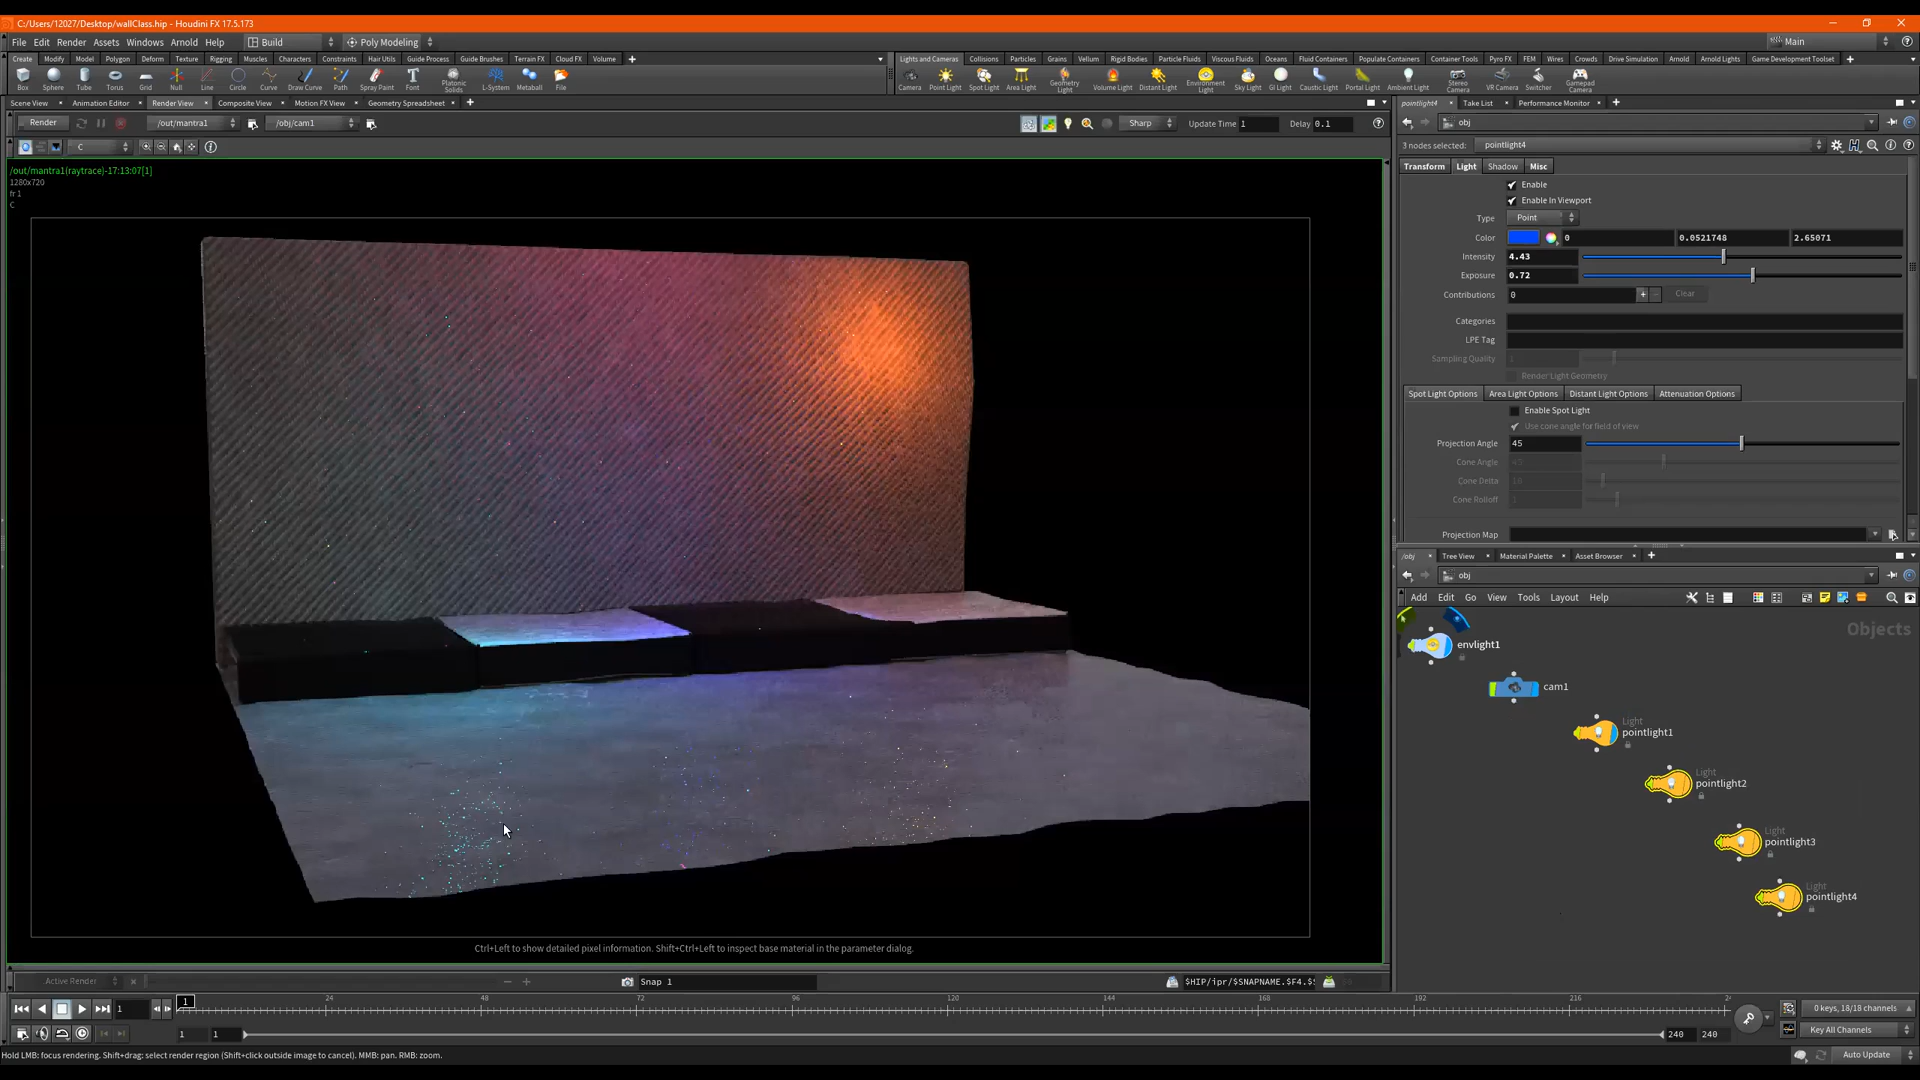 C:/Users/12027/Desktop/wallClass.hip - Houdini FX 17.5.173
File Edit Render Assets Windows Arnold Help Build Poly Modeling Main
Create Modify Model Polygon Deform Texture Rigging Muscles Characters Constraints Hair Utils Guide Process Guide Brushes Terrain FX Cloud FX Volume
Lights and Cameras Collisions Particles Grains Vellum Rigid Bodies Particle Fluids Viscous Fluids Oceans Fluid Containers Populate Containers Container Tools Pyro FX FEM Wires Crowds Drive Simulation Arnold Arnold Lights Game Development Toolset
Box Sphere Tube Torus Grid Null Line Circle Curve Draw Curve Path Spray Paint Font Platonic Solids L-System Metaball File
Camera Point Light Spot Light Area Light Geometry Light Volume Light Distant Light Environment Light Sky Light GI Light Caustic Light Portal Light Ambient Light Stereo Camera VR Camera Switcher Gamepad Camera
Scene View Animation Editor Render View Composite View Motion FX View Geometry Spreadsheet
pointlight4 Take List Performance Monitor
Render /out/mantra1 /obj/cam1 Sharp Update Time 1 Delay 0.1
obj
C
3 nodes selected: pointlight4
/out/mantra1(raytrace)-17:13:07[1]
1280x720
fr 1
C
Transform Light Shadow Misc
Enable
Enable In Viewport
Type Point
Color 0 0.0521748 2.65071
Intensity 4.43
Exposure 0.72
Contributions 0 Clear
Categories
LPE Tag
Sampling Quality 1
Render Light Geometry
Spot Light Options Area Light Options Distant Light Options Attenuation Options
Enable Spot Light
Use cone angle for field of view
Projection Angle 45
Cone Angle 45
Cone Delta 10
Cone Rolloff 1
Projection Map
/obj Tree View Material Palette Asset Browser
obj
Add Edit Go View Tools Layout Help
Objects
envlight1
cam1
Light
pointlight1
Light
pointlight2
Light
pointlight3
Light
pointlight4
Ctrl+Left to show detailed pixel information. Shift+Ctrl+Left to inspect base material in the parameter dialog.
Active Render Snap 1 $HIP/ipr/$SNAPNAME.$F4.$
1 1 24 48 72 96 120 144 168 192 216 2
0 keys, 18/18 channels
1 1 240 240 Key All Channels
Hold LMB: focus rendering. Shift+drag: select render region (Shift+click outside image to cancel). MMB: pan. RMB: zoom. Auto Update